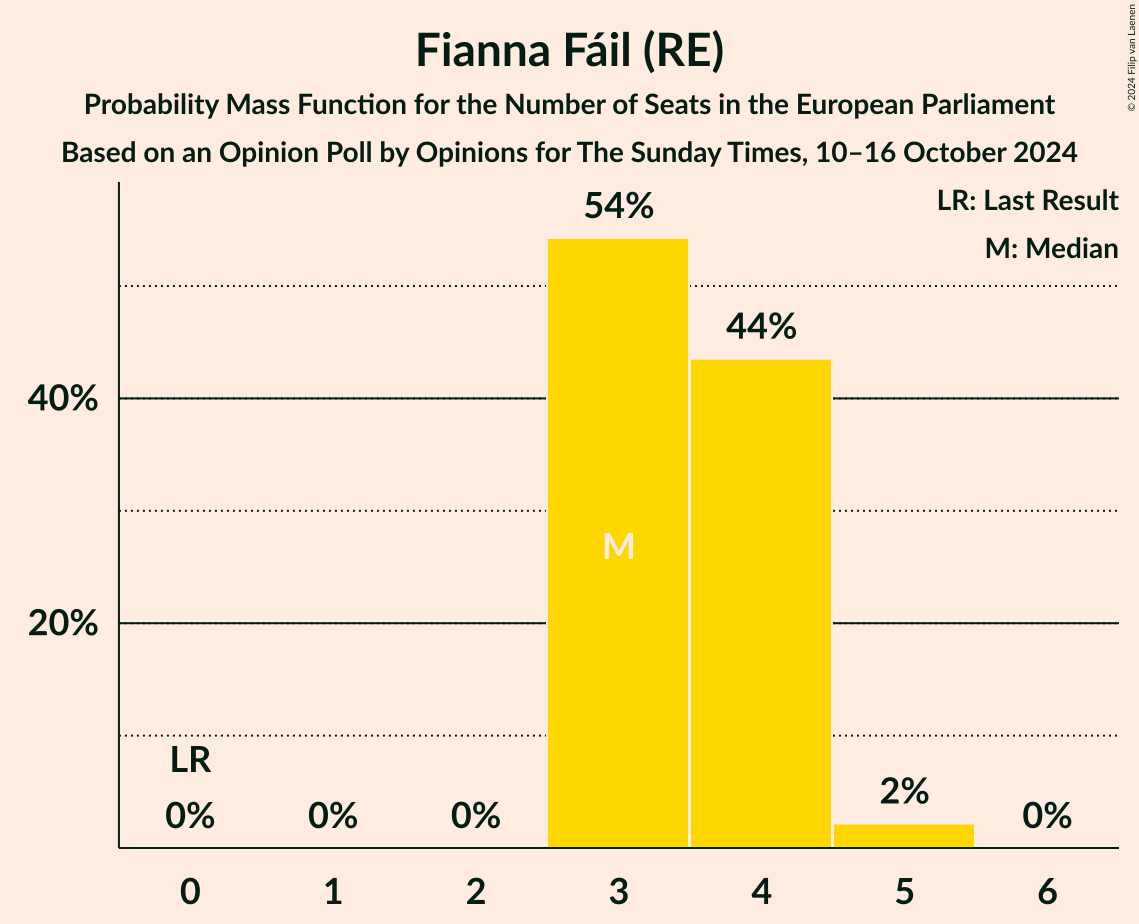 Fianna Fáil (RE)
Probability Mass Function for the Number of Seats in the European Parliament
Based on an Opinion Poll by Opinions for The Sunday Times, 10–16 October 2024
© 2024 Filip van Laenen
LR: Last Result
M: Median
54%
44%
40%
M
20%
LR
0%
0%
0%
2%
0%
0
1
2
3
4
5
6